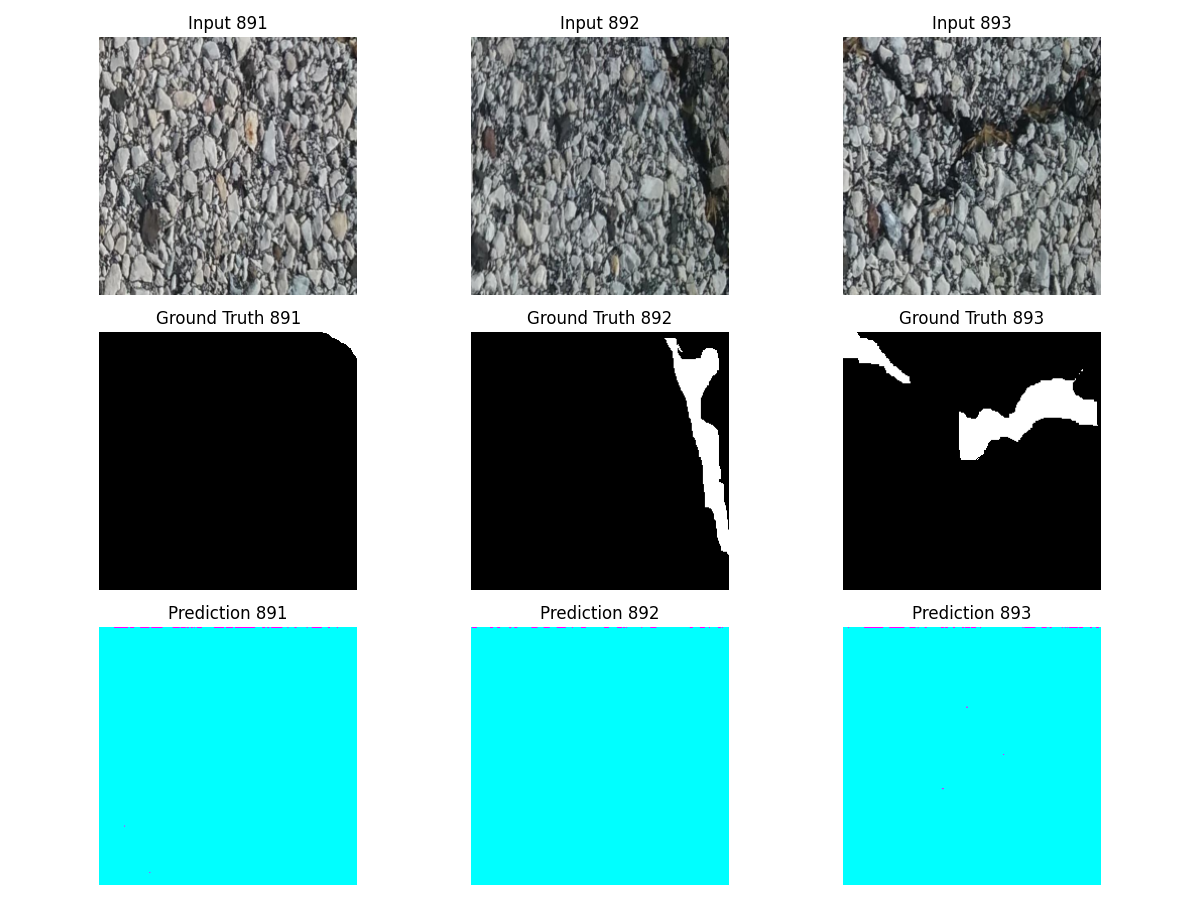 Input 891
Input 892
Input 893
Ground Truth 891
Ground Truth 892
Ground Truth 893
Prediction 891
Prediction 892
Prediction 893